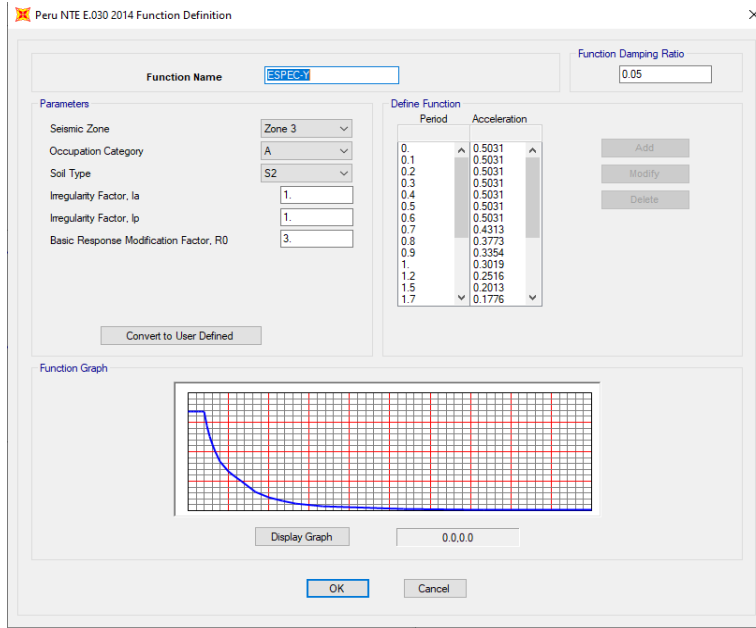 Peru NTE E.030 2014 Function Definition
Function Name
ESPEC-Y
Function Damping Ratio
0.05
Parameters
Seismic Zone Zone 3
Occupation Category A
Soil Type S2
Irregularity Factor, Ia 1.
Irregularity Factor, Ip 1.
Basic Response Modification Factor, R0 3.
Convert to User Defined
Define Function
Period Acceleration
0. 0.5031
0.1 0.5031
0.2 0.5031
0.3 0.5031
0.4 0.5031
0.5 0.5031
0.6 0.5031
0.7 0.4313
0.8 0.3773
0.9 0.3354
1. 0.3019
1.2 0.2516
1.5 0.2013
1.7 0.1776
Add
Modify
Delete
Function Graph
Display Graph
0.0,0.0
OK
Cancel